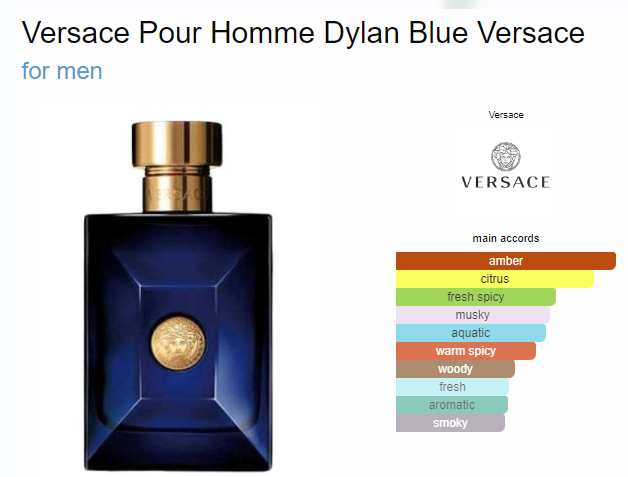 Versace Pour Homme Dylan Blue Versace
for men
Versace
VERSACE
main accords
amber
citrus
fresh spicy
musky
aquatic
warm spicy
woody
fresh
aromatic
smoky
VERSACE